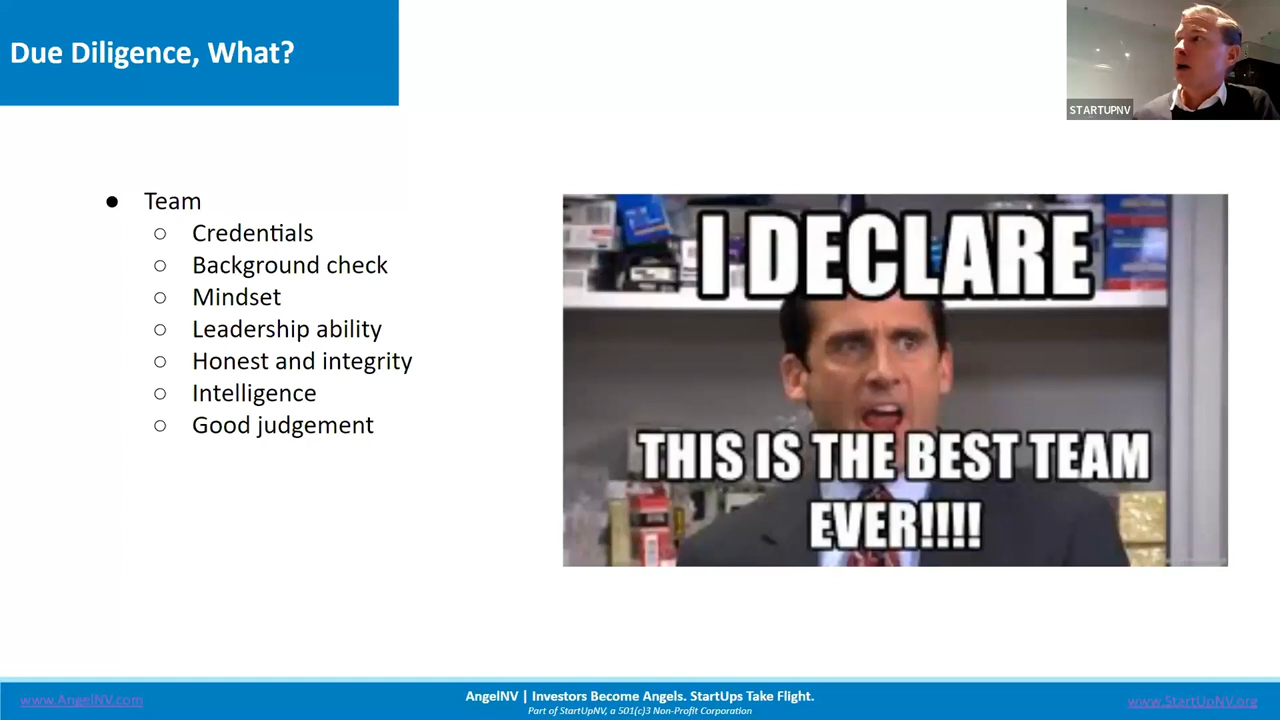 Due Diligence, What?
STARTUPNV
● Team
○ Credentials
○ Background check
○ Mindset
○ Leadership ability
○ Honest and integrity
○ Intelligence
○ Good judgement
I DECLARE
THIS IS THE BEST TEAM
EVER!!!!
www.AngelNV.com
AngelNV | Investors Become Angels. StartUps Take Flight.
Part of StartUpNV, a 501(c)3 Non-Profit Corporation
www.StartUpNV.org